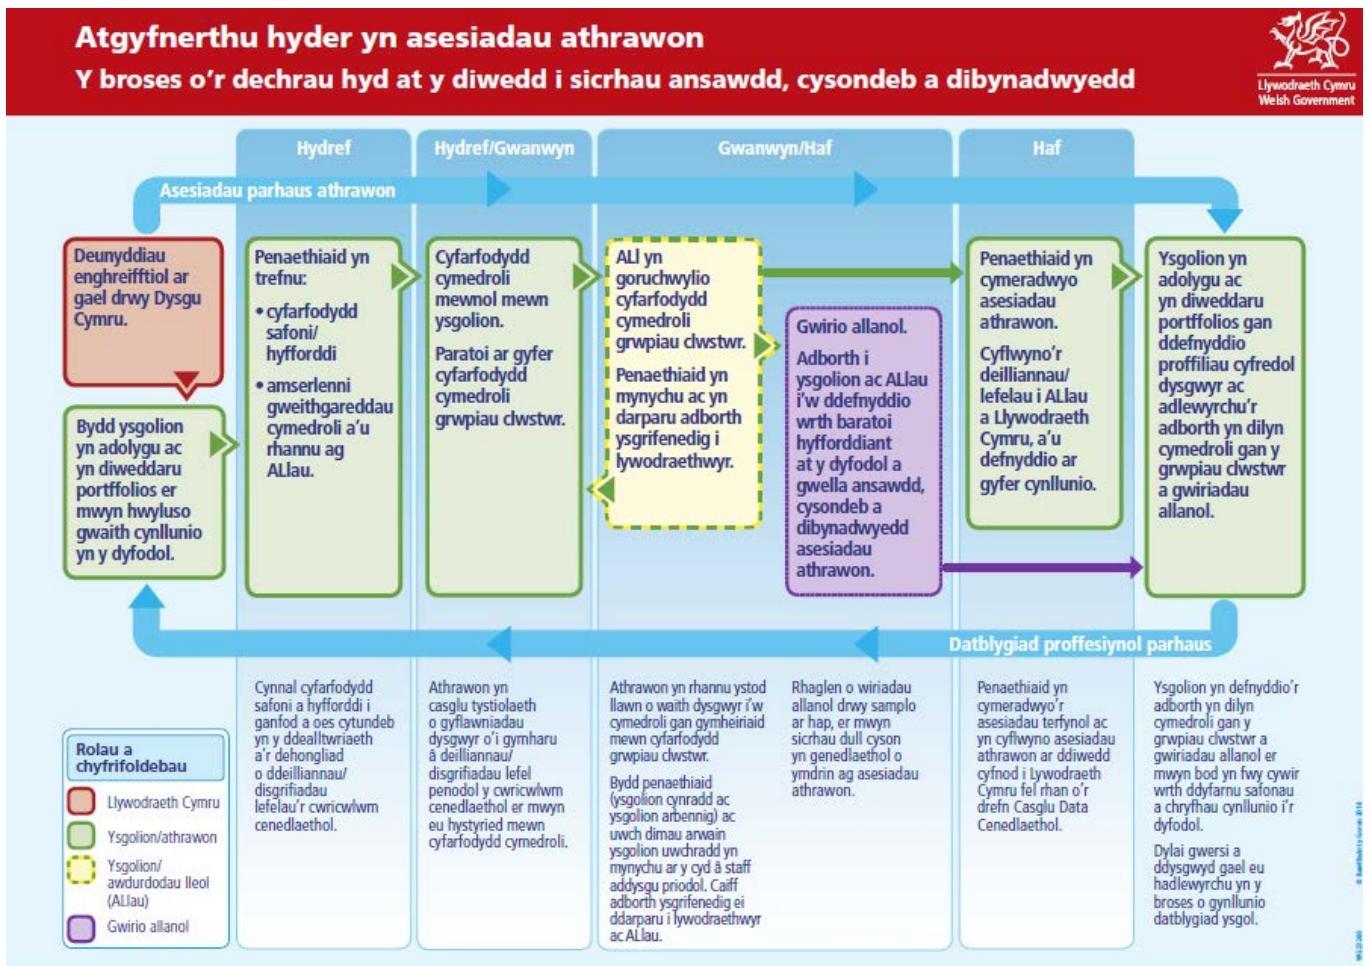 Atgyfnerthu hyder yn asesiadau athrawon
Y broses o'r dechrau hyd at y diwedd i sicrhau ansawdd, cysondeb a dibynadwyedd
Llywodraeth Cymru
Welsh Government
Hydref
Hydref/Gwanwyn
Gwanwyn/Haf
Haf
Asesiadau parhaus athrawon
Deunyddiau
enghreifftiol ar
gael drwy Dysgu
Cymru.
Bydd ysgolion
yn adolygu ac
yn diweddaru
portffolios er
mwyn hwyluso
gwaith cynllunio
yn y dyfodol.
Penaethiaid yn
trefnu:
• cyfarfodydd
safoni/
hyfforddi
• amserlenni
gweithgareddau
cymedroli a'u
rhannu ag
ALlau.
Cyfarfodydd
cymedroli
mewnol mewn
ysgolion.
Paratoi ar gyfer
cyfarfodydd
cymedroli
grwpiau clwstwr.
ALl yn
goruchwylio
cyfarfodydd
cymedroli
grwpiau clwstwr.
Penaethiaid yn
mynychu ac yn
darparu adborth
ysgrifenedig i
lywodraethwyr.
Gwirio allanol.
Adborth i
ysgolion ac ALlau
i'w ddefnyddio
wrth baratoi
hyfforddiant
at y dyfodol a
gwella ansawdd,
cysondeb a
dibynadwyedd
asesiadau
athrawon.
Penaethiaid yn
cymeradwyo
asesiadau
athrawon.
Cyflwyno'r
deilliannau/
lefelau i ALlau
a Llywodraeth
Cymru, a'u
defnyddio ar
gyfer cynllunio.
Ysgolion yn
adolygu ac
yn diweddaru
portffolios gan
ddefnyddio
proffiliau cyfredol
dysgwyr ac
adlewyrchu'r
adborth yn dilyn
cymedroli gan y
grwpiau clwstwr
a gwiriadau
allanol.
Datblygiad proffesiynol parhaus
Cynnal cyfarfodydd
safoni a hyfforddi i
ganfod a oes cytundeb
yn y ddealltwriaeth
a'r dehongliad
o ddeilliannau/
disgrifiadau
lefelau'r cwricwlwm
cenedlaethol.
Athrawon yn
casglu tystiolaeth
o gyflawniadau
dysgwyr o'i gymharu
â deilliannau/
disgrifiadau lefel
penodol y cwricwlwm
cenedlaethol er mwyn
eu hystyried mewn
cyfarfodydd cymedroli.
Athrawon yn rhannu ystod
llawn o waith dysgwyr i'w
cymedroli gan gymheiriaid
mewn cyfarfodydd
grwpiau clwstwr.
Bydd penaethiaid
(ysgolion cynradd ac
ysgolion arbennig) ac
uwch dimau arwain
ysgolion uwchradd yn
mynychu ar y cyd â staff
addysgu priodol. Caiff
adborth ysgrifenedig ei
ddarparu i lywodraethwyr
ac ALlau.
Rhaglen o wiriadau
allanol drwy samplo
ar hap, er mwyn
sicrhau dull cyson
yn genedlaethol o
ymdrin ag asesiadau
athrawon.
Penaethiaid yn
cymeradwyo'r
asesiadau terfynol ac
yn cyflwyno asesiadau
athrawon ar ddiwedd
cyfnod i Lywodraeth
Cymru fel rhan o'r
drefn Casglu Data
Cenedlaethol.
Ysgolion yn defnyddio'r
adborth yn dilyn
cymedroli gan y
grwpiau clwstwr a
gwiriadau allanol er
mwyn bod yn fwy cywir
wrth ddyfarnu safonau
a chryfhau cynllunio i'r
dyfodol.
Dylai gwersi a
ddysgwyd gael eu
hadlewyrchu yn y
broses o gynllunio
datblygiad ysgol.
Rolau a
chyfrifoldebau
Llywodraeth Cymru
Ysgolion/athrawon
Ysgolion/
awdurdodau lleol
(ALlau)
Gwirio allanol